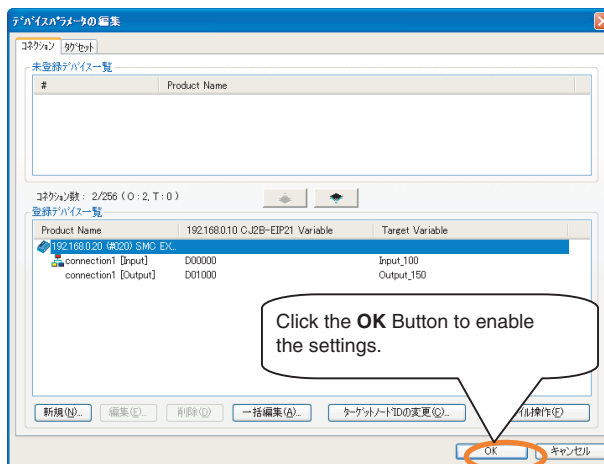 デバイスパラメータの編集
コネクション タグセット
未登録デバイス一覧
# Product Name
コネクション数: 2/256 (O:2, T:0)
登録デバイス一覧
Product Name 192.168.0.10 CJ2B-EIP21 Variable Target Variable
192.168.0.20 (#020) SMC EX..
connection1 [Input] D00000 Input_100
connection1 [Output] D01000 Output_150
Click the OK Button to enable
the settings.
新規(N)... 編集(E)... 削除(D) 一括編集(A)... ターゲットノードIDの変更(C)... イル操作(F)
OK キャンセル